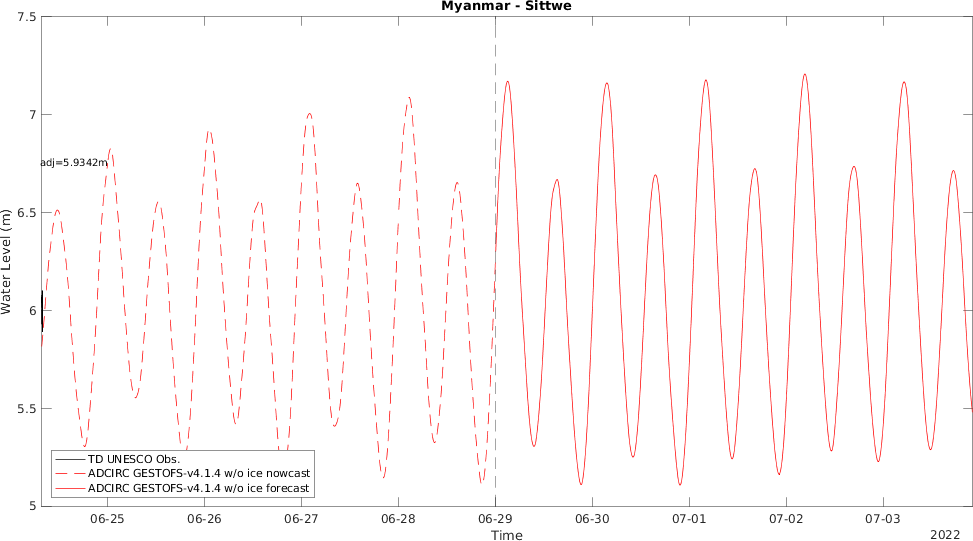 Myanmar - Sittwe
7.5
7
6.5
6
5.5
5
Water Level (m)
adj=5.9342m
TD UNESCO Obs.
ADCIRC GESTOFS-v4.1.4 w/o ice nowcast
ADCIRC GESTOFS-v4.1.4 w/o ice forecast
06-25 06-26 06-27 06-28 06-29 06-30 07-01 07-02 07-03
Time
2022